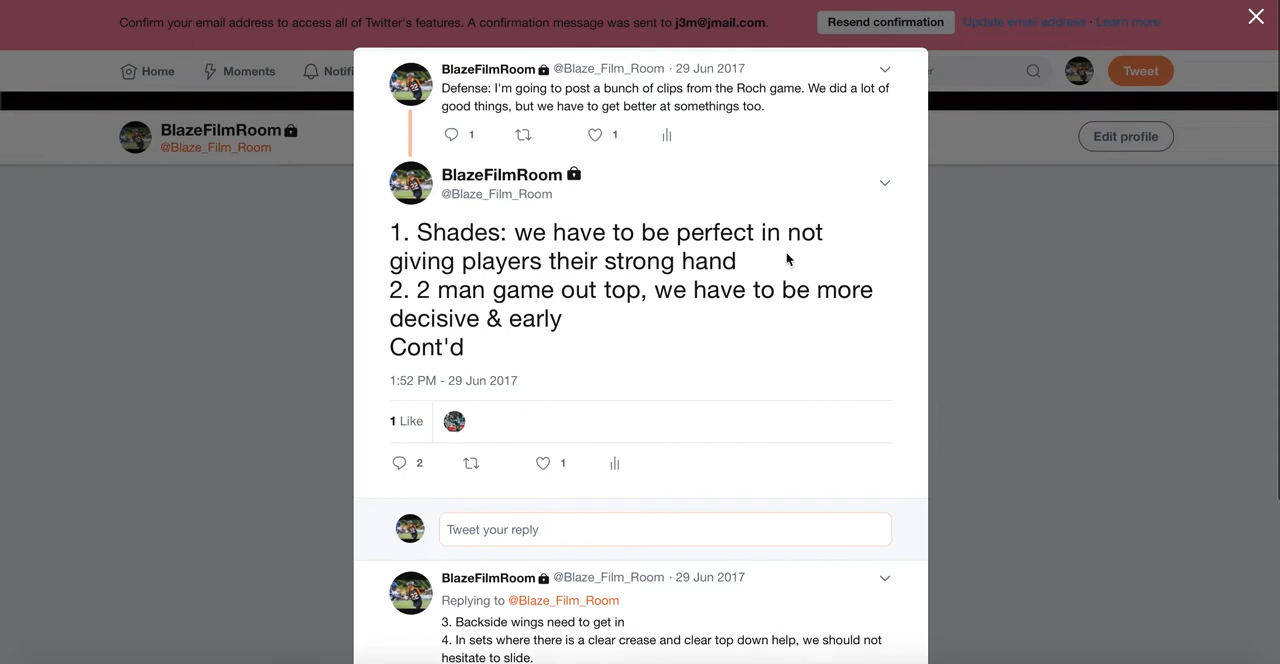 Confirm your email address to access all of Twitter's features. A confirmation message was sent to j3m@jmail.com.
Resend confirmation
Update email address · Learn more
Home
Moments
Notifi
er
Tweet
BlazeFilmRoom
@Blaze_Film_Room
Edit profile
BlazeFilmRoom @Blaze_Film_Room · 29 Jun 2017
Defense: I'm going to post a bunch of clips from the Roch game. We did a lot of
good things, but we have to get better at somethings too.
1
1
BlazeFilmRoom
@Blaze_Film_Room
1. Shades: we have to be perfect in not
giving players their strong hand
2. 2 man game out top, we have to be more
decisive & early
Cont'd
1:52 PM - 29 Jun 2017
1 Like
2
1
Tweet your reply
BlazeFilmRoom @Blaze_Film_Room · 29 Jun 2017
Replying to @Blaze_Film_Room
3. Backside wings need to get in
4. In sets where there is a clear crease and clear top down help, we should not
hesitate to slide.